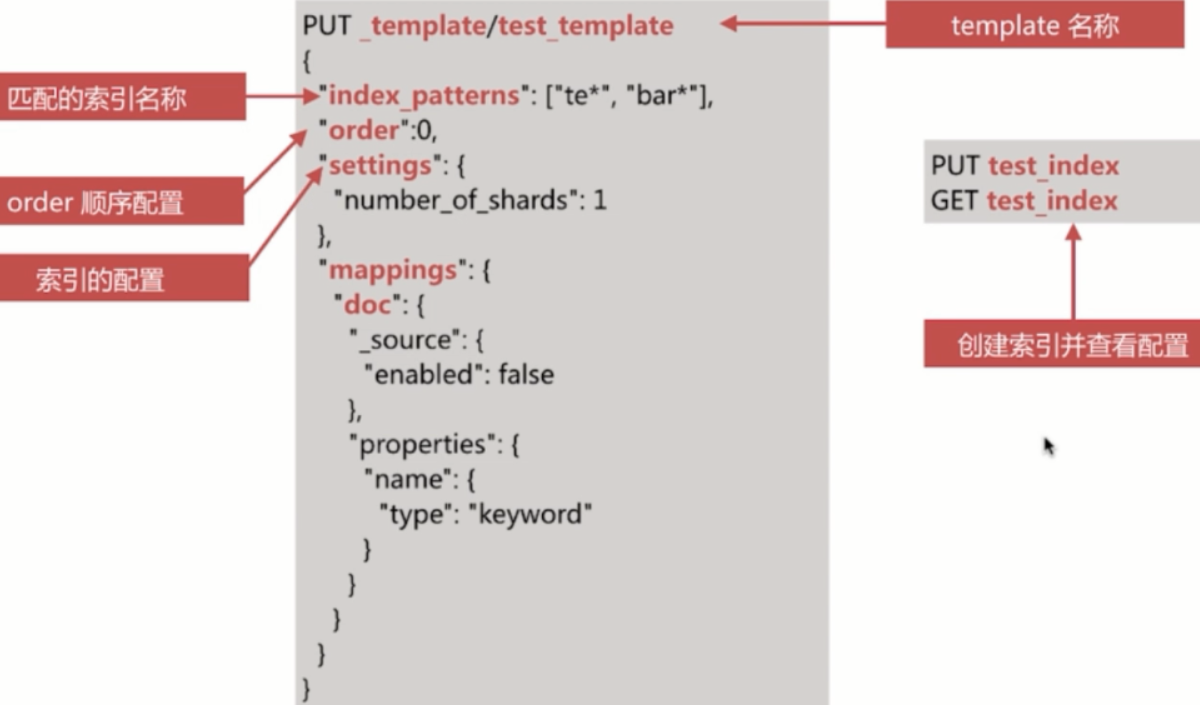 PUT _template/test_template
{
"index_patterns": ["te*", "bar*"],
"order":0,
"settings": {
"number_of_shards": 1
},
"mappings": {
"doc": {
"_source": {
"enabled": false
},
"properties": {
"name": {
"type": "keyword"
}
}
}
}
}
template 名称
匹配的索引名称
order 顺序配置
索引的配置
PUT test_index
GET test_index
创建索引并查看配置